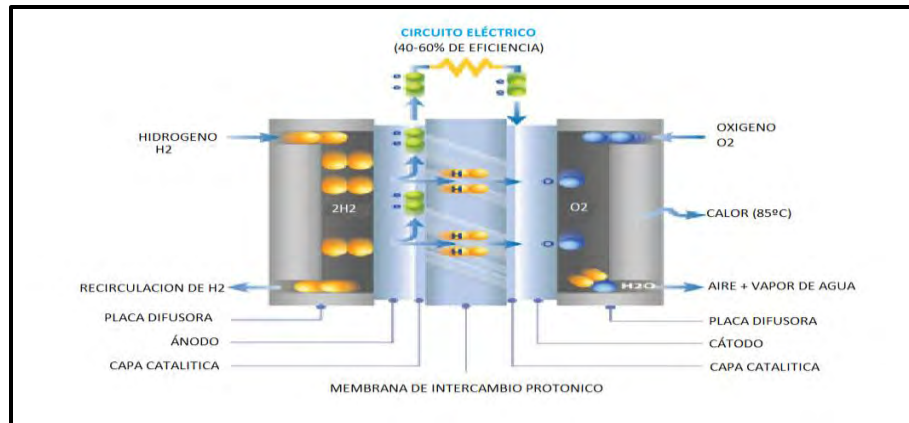 CIRCUITO ELÉCTRICO
(40-60% DE EFICIENCIA)
e
e
e
e
HIDROGENO
H2
OXIGENO
O2
e
e
H
H
O
2H2
O2
e
e
CALOR (85ºC)
H
H
O
RECIRCULACION DE H2
H2O
AIRE + VAPOR DE AGUA
PLACA DIFUSORA
PLACA DIFUSORA
ÁNODO
CÁTODO
CAPA CATALITICA
CAPA CATALITICA
MEMBRANA DE INTERCAMBIO PROTONICO